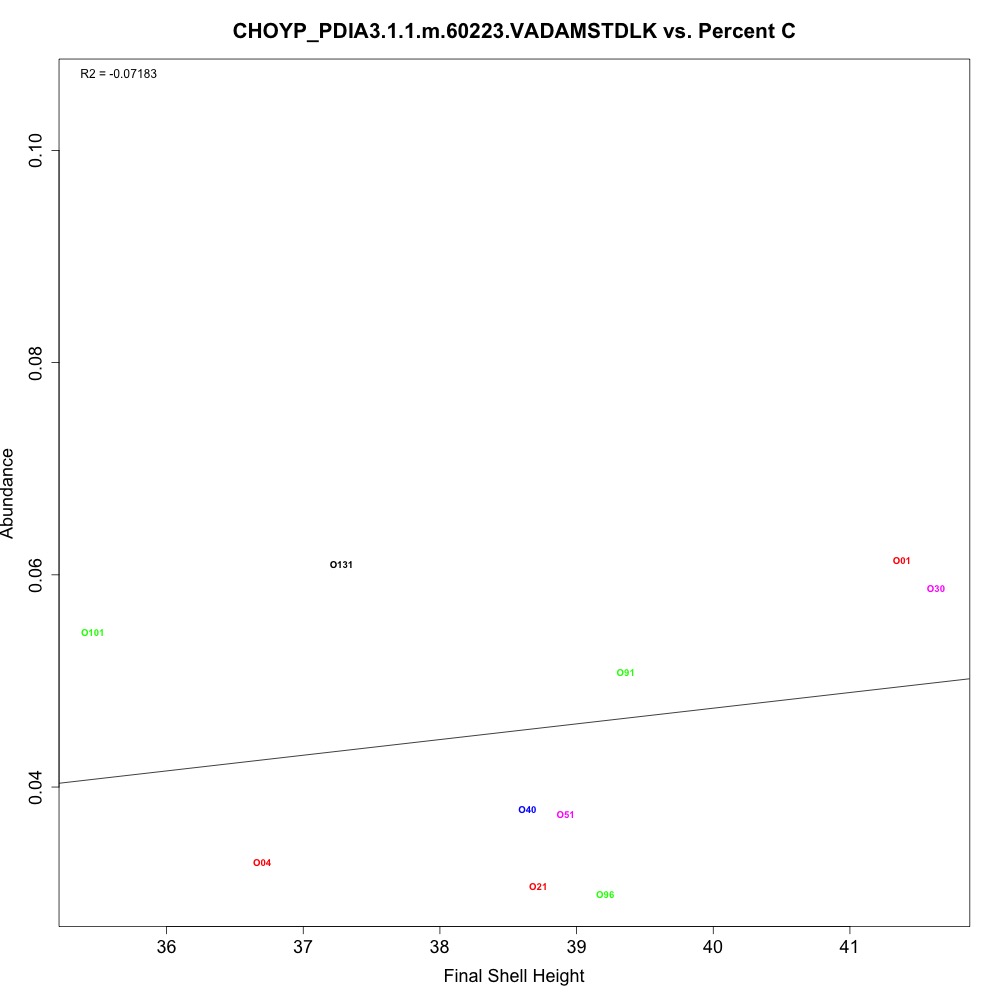 CHOYP_PDIA3.1.1.m.60223.VADAMSTDLK vs. Percent C
R2 = -0.07183
0.10
0.08
Abundance
0.06
0.04
O131
O01
O30
O101
O91
O40
O51
O04
O21
O96
36 37 38 39 40 41
Final Shell Height